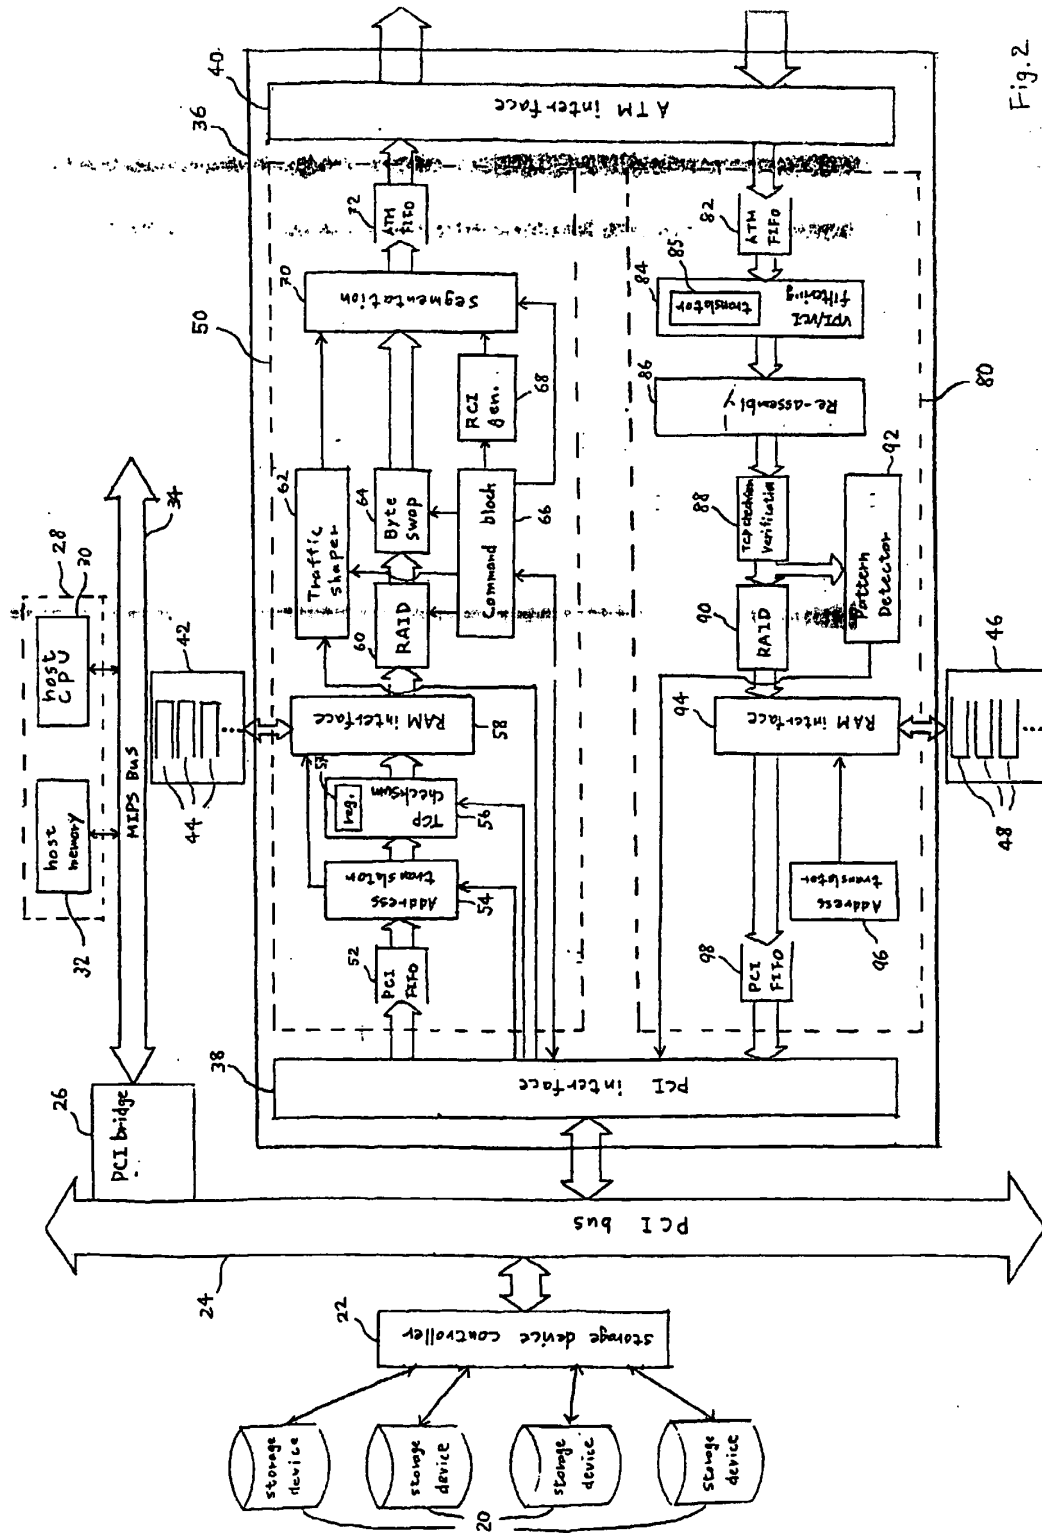 Fig. 2
storage device
storage device
storage device
storage device
20
storage device controller
22
PCI bus
24
PCI bridge
26
MIPS Bus
34
host memory
32
host CPU
30
28
36
PCI interface
38
ATM interface
40
42
44
50
PCI FIFO
52
Address translator
54
TCP checksum
56
reg.
RAM interface
58
RAID
60
Traffic shaper
62
Byte swap
64
command block
66
RCI gen.
68
segmentation
70
ATM FIFO
72
80
ATM FIFO
82
VPI/VCI filtering
84
translator
85
Re-assembly
86
TCP checksum verification
88
RAID
90
Pattern Detector
92
RAM interface
94
Address translator
96
PCI FIFO
98
46
48